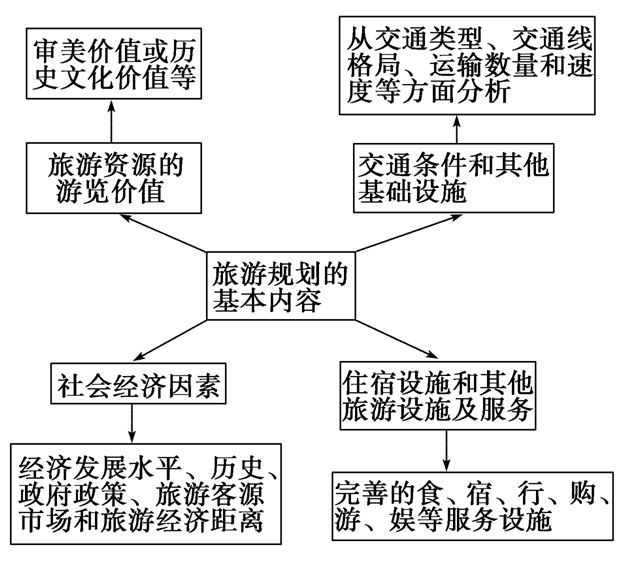 审美价值或历
史文化价值等
从交通类型、交通线
格局、运输数量和速
度等方面分析
旅游资源的
游览价值
交通条件和其他
基础设施
旅游规划的
基本内容
社会经济因素
住宿设施和其他
旅游设施及服务
经济发展水平、历史、
政府政策、旅游客源
市场和旅游经济距离
完善的食、宿、行、购、
游、娱等服务设施